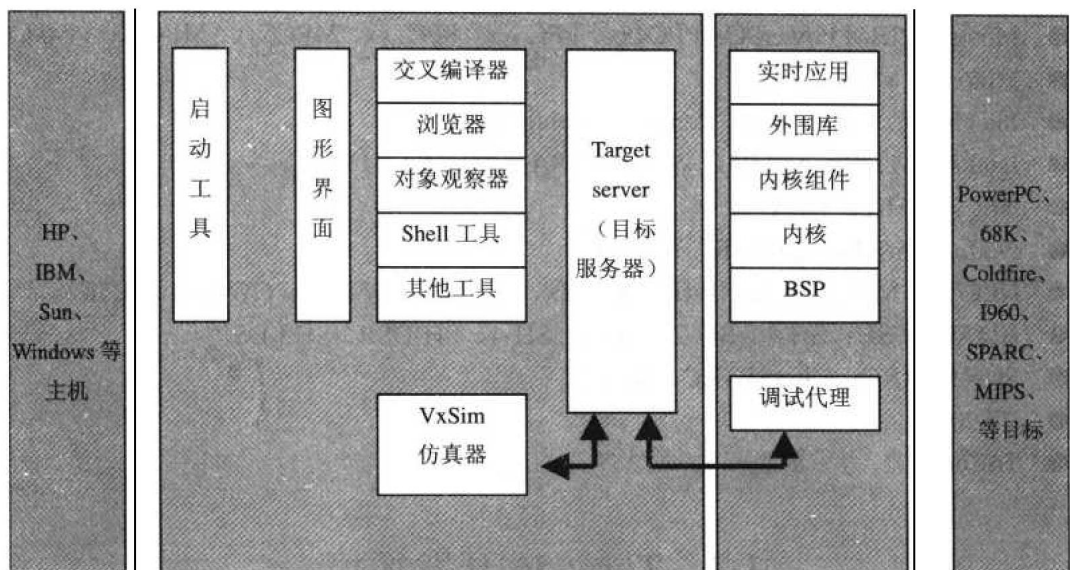 HP、
IBM、
Sun、
Windows 等
主机
启
动
工
具
图
形
界
面
交叉编译器
浏览器
对象观察器
Shell 工具
其他工具
VxSim
仿真器
Target
server
（目标
服务器）
实时应用
外围库
内核组件
内核
BSP
调试代理
PowerPC、
68K、
Coldfire、
I960、
SPARC、
MIPS、
等目标